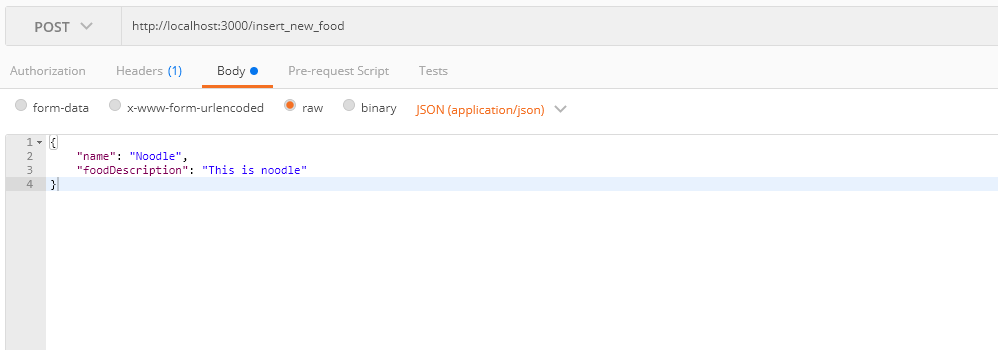 POST http://localhost:3000/insert_new_food
Authorization Headers (1) Body Pre-request Script Tests
form-data x-www-form-urlencoded raw binary JSON (application/json)
1 {
2 "name": "Noodle",
3 "foodDescription": "This is noodle"
4 }